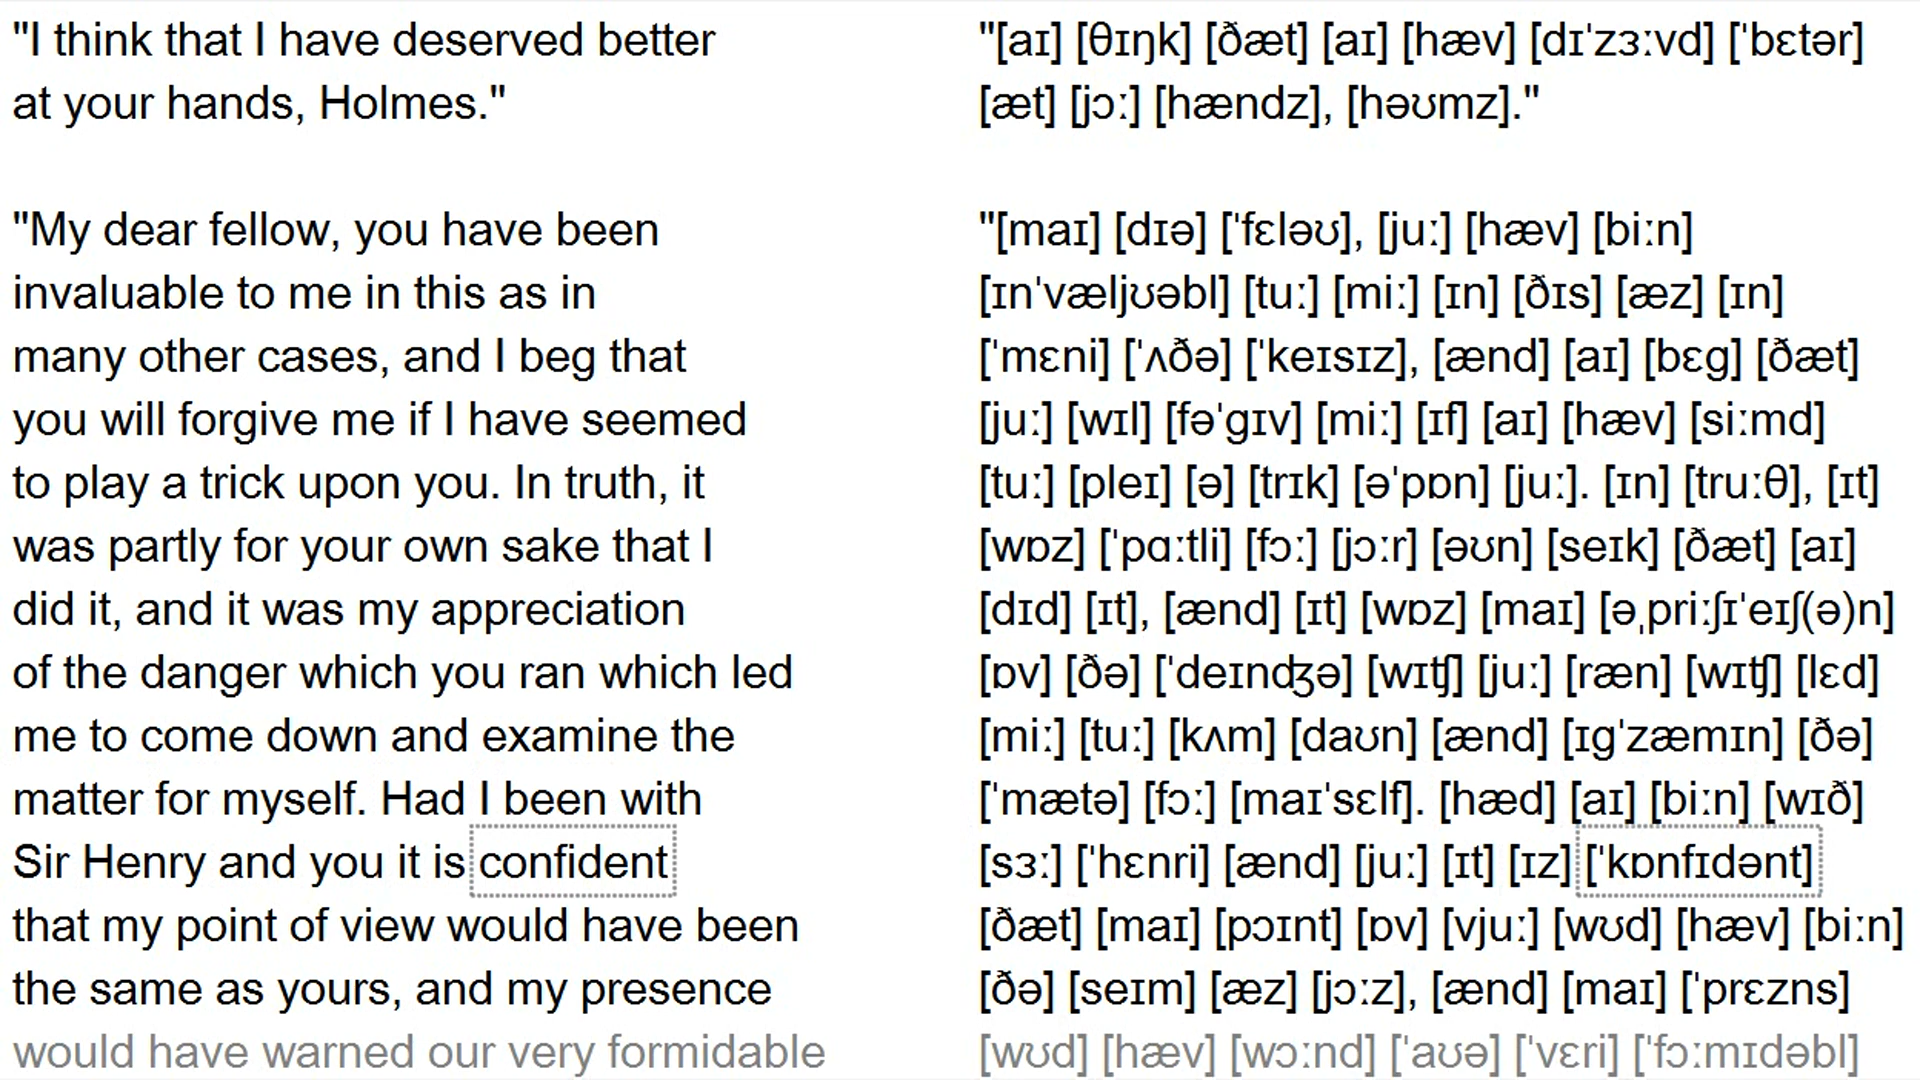 "I think that I have deserved better
at your hands, Holmes."
"My dear fellow, you have been
invaluable to me in this as in
many other cases, and I beg that
you will forgive me if I have seemed
to play a trick upon you. In truth, it
was partly for your own sake that I
did it, and it was my appreciation
of the danger which you ran which led
me to come down and examine the
matter for myself. Had I been with
Sir Henry and you it is confident
that my point of view would have been
the same as yours, and my presence
would have warned our very formidable
"[aɪ] [θɪŋk] [ðæt] [aɪ] [hæv] [dɪˈzɜːvd] [ˈbɛtər]
[æt] [jɔː] [hændz], [həʊmz]."
"[maɪ] [dɪə] [ˈfɛləʊ], [juː] [hæv] [biːn]
[ɪnˈvæljʊəbl] [tuː] [miː] [ɪn] [ðɪs] [æz] [ɪn]
[ˈmɛni] [ˈʌðə] [ˈkeɪsɪz], [ænd] [aɪ] [bɛg] [ðæt]
[juː] [wɪl] [fəˈgɪv] [miː] [ɪf] [aɪ] [hæv] [siːmd]
[tuː] [pleɪ] [ə] [trɪk] [əˈpɒn] [juː]. [ɪn] [truːθ], [ɪt]
[wɒz] [ˈpɑːtli] [fɔː] [jɔːr] [əʊn] [seɪk] [ðæt] [aɪ]
[dɪd] [ɪt], [ænd] [ɪt] [wɒz] [maɪ] [əˌpriːʃɪˈeɪʃ(ə)n]
[ɒv] [ðə] [ˈdeɪnʤə] [wɪʧ] [juː] [ræn] [wɪʧ] [lɛd]
[miː] [tuː] [kʌm] [daʊn] [ænd] [ɪgˈzæmɪn] [ðə]
[ˈmætə] [fɔː] [maɪˈsɛlf]. [hæd] [aɪ] [biːn] [wɪð]
[sɜː] [ˈhɛnri] [ænd] [juː] [ɪt] [ɪz] [ˈkɒnfɪdənt]
[ðæt] [maɪ] [pɔɪnt] [ɒv] [vjuː] [wʊd] [hæv] [biːn]
[ðə] [seɪm] [æz] [jɔːz], [ænd] [maɪ] [ˈprɛzns]
[wʊd] [hæv] [wɔːnd] [ˈaʊə] [ˈvɛri] [ˈfɔːmɪdəbl]